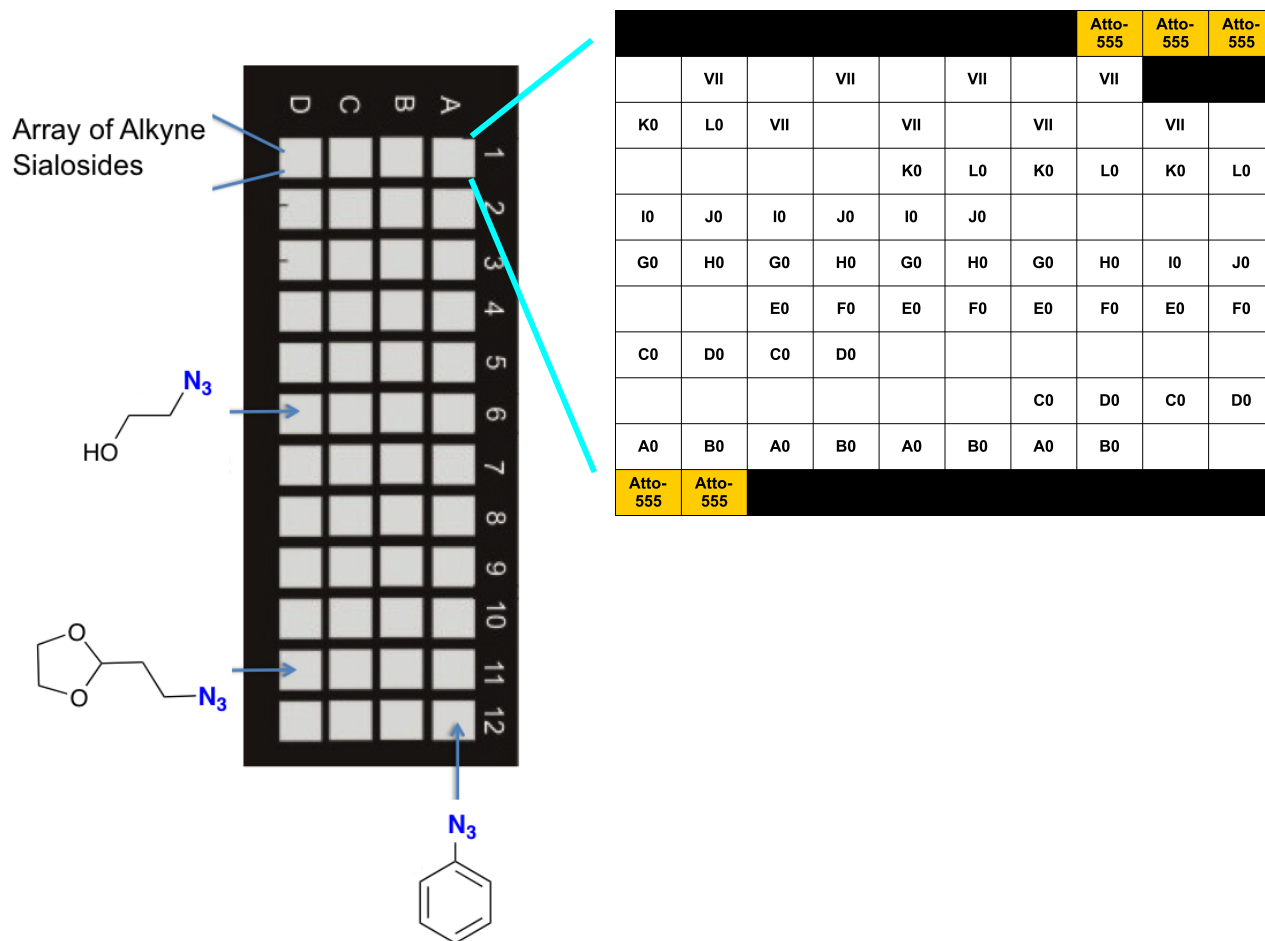 Array of Alkyne
Sialosides
D C B A
1
2
3
4
5
6
7
8
9
10
11
12
N3
HO
O
O
N3
N3
Atto-555 Atto-555 Atto-555
VII VII VII VII
K0 L0 VII VII VII VII
K0 L0 K0 L0 K0 L0
I0 J0 I0 J0 I0 J0
G0 H0 G0 H0 G0 H0 G0 H0 I0 J0
E0 F0 E0 F0 E0 F0 E0 F0
C0 D0 C0 D0
C0 D0 C0 D0
A0 B0 A0 B0 A0 B0 A0 B0
Atto-555 Atto-555